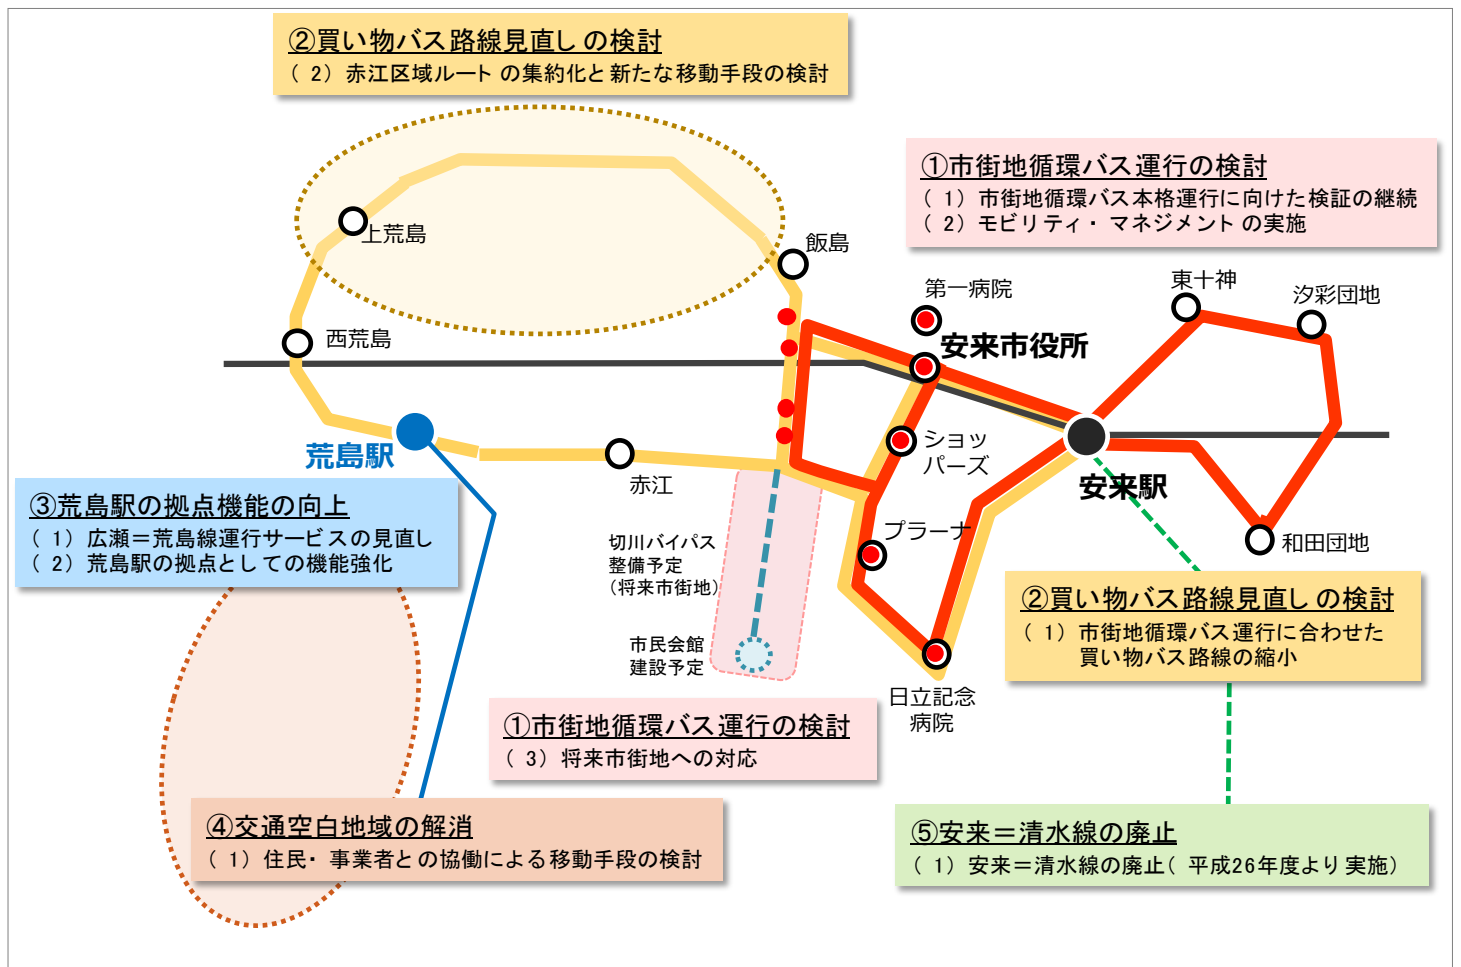 ②買い物バス路線見直しの検討
(2)赤江区域ルートの集約化と新たな移動手段の検討
①市街地循環バス運行の検討
(1)市街地循環バス本格運行に向けた検証の継続
(2)モビリティ・マネジメントの実施
上荒島
飯島
東十神
汐彩団地
第一病院
西荒島
安来市役所
荒島駅
ショッ
パーズ
赤江
安来駅
③荒島駅の拠点機能の向上
(1)広瀬=荒島線運行サービスの見直し
(2)荒島駅の拠点としての機能強化
プラーナ
和田団地
切川バイパス
整備予定
(将来市街地)
②買い物バス路線見直しの検討
(1)市街地循環バス運行に合わせた
買い物バス路線の縮小
市民会館
建設予定
日立記念
病院
①市街地循環バス運行の検討
(3)将来市街地への対応
④交通空白地域の解消
(1)住民・事業者との協働による移動手段の検討
⑤安来=清水線の廃止
(1)安来=清水線の廃止(平成26年度より実施)